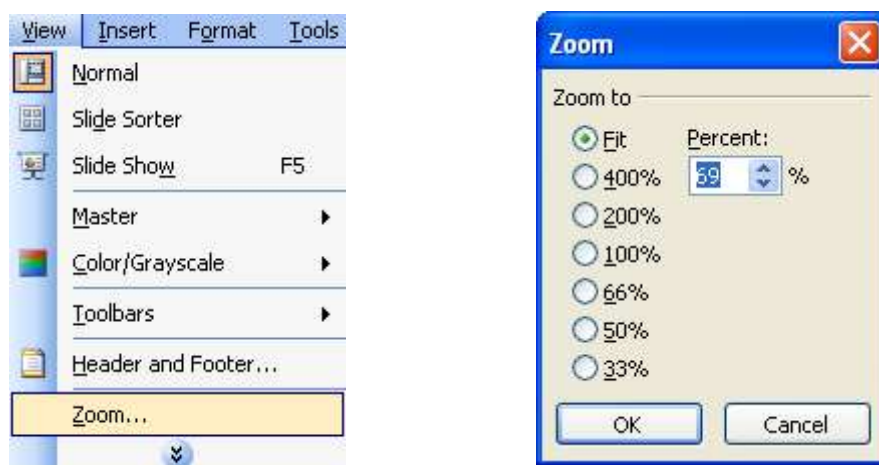 View Insert Format Tools
Normal
Slide Sorter
Slide Show F5
Master
Color/Grayscale
Toolbars
Header and Footer...
Zoom...
Zoom
Zoom to
Fit Percent:
400% 69 %
200%
100%
66%
50%
33%
OK Cancel